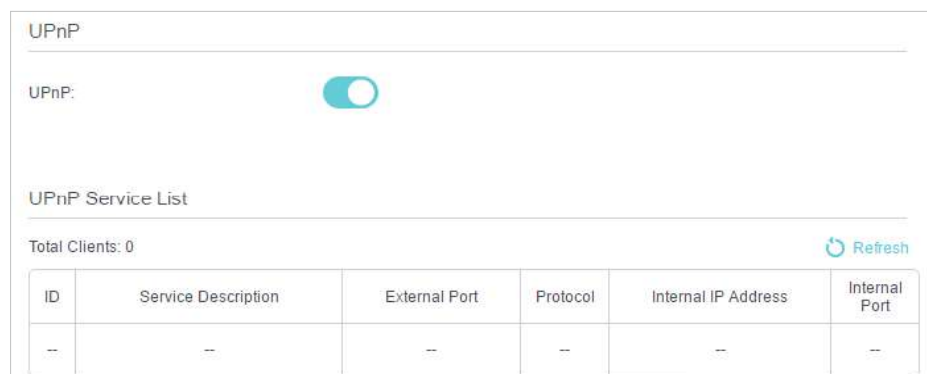 UPnP
UPnP:
UPnP Service List
Total Clients: 0
Refresh
ID Service Description External Port Protocol Internal IP Address Internal Port
-- -- -- -- -- --